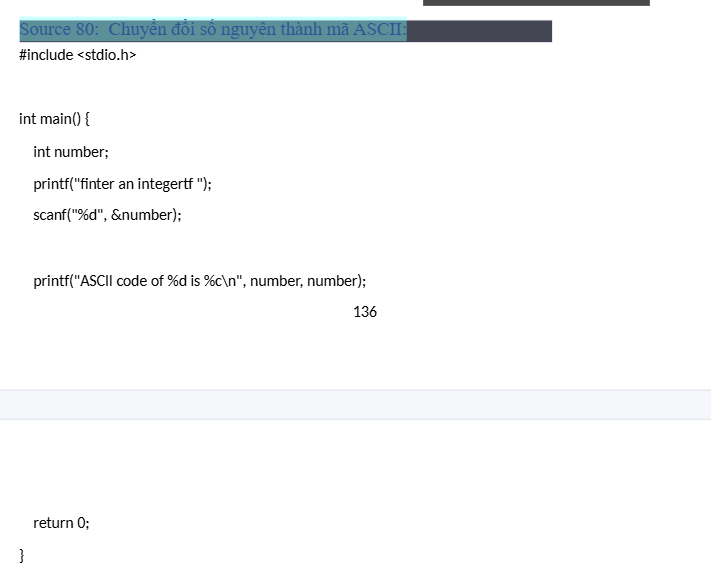 Source 80:  Chuyển đổi số nguyên thành mã ASCII:
#include <stdio.h>
int main() {
int number;
printf("finter an integertf ");
scanf("%d", &number);
printf("ASCII code of %d is %c\n", number, number);
136
return 0;
}